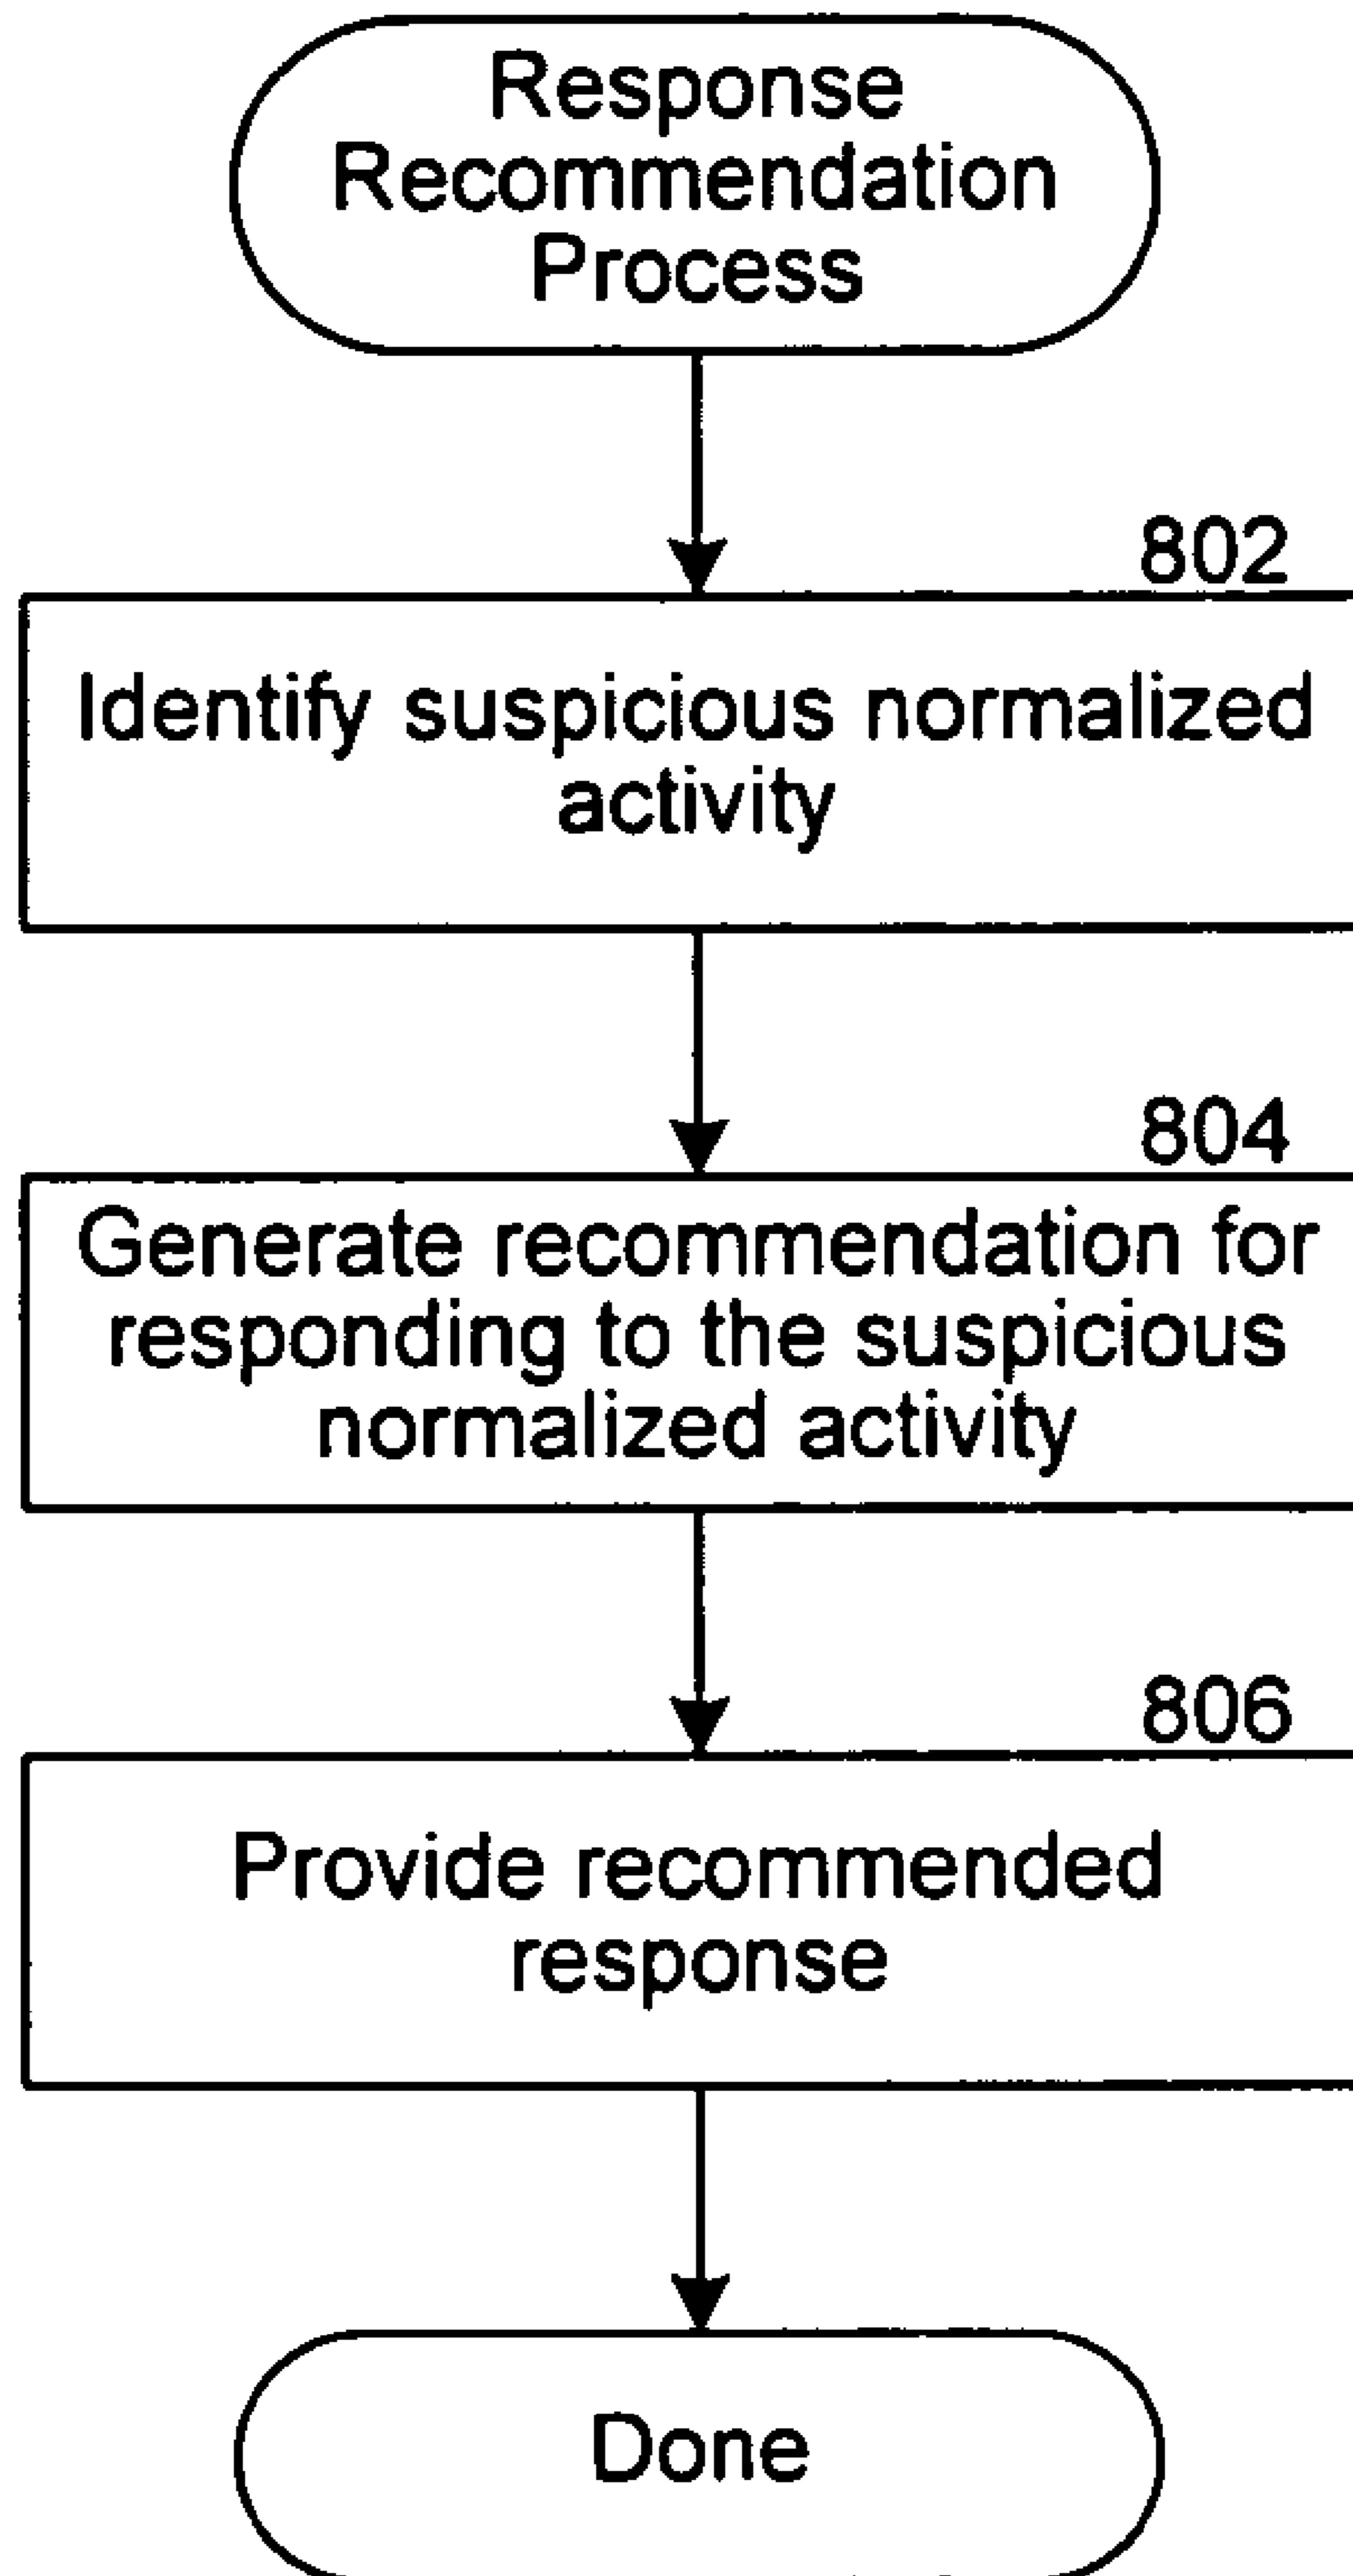 Response
Recommendation
Process
802
Identify suspicious normalized
activity
804
Generate recommendation for
responding to the suspicious
normalized activity
806
Provide recommended
response
Done